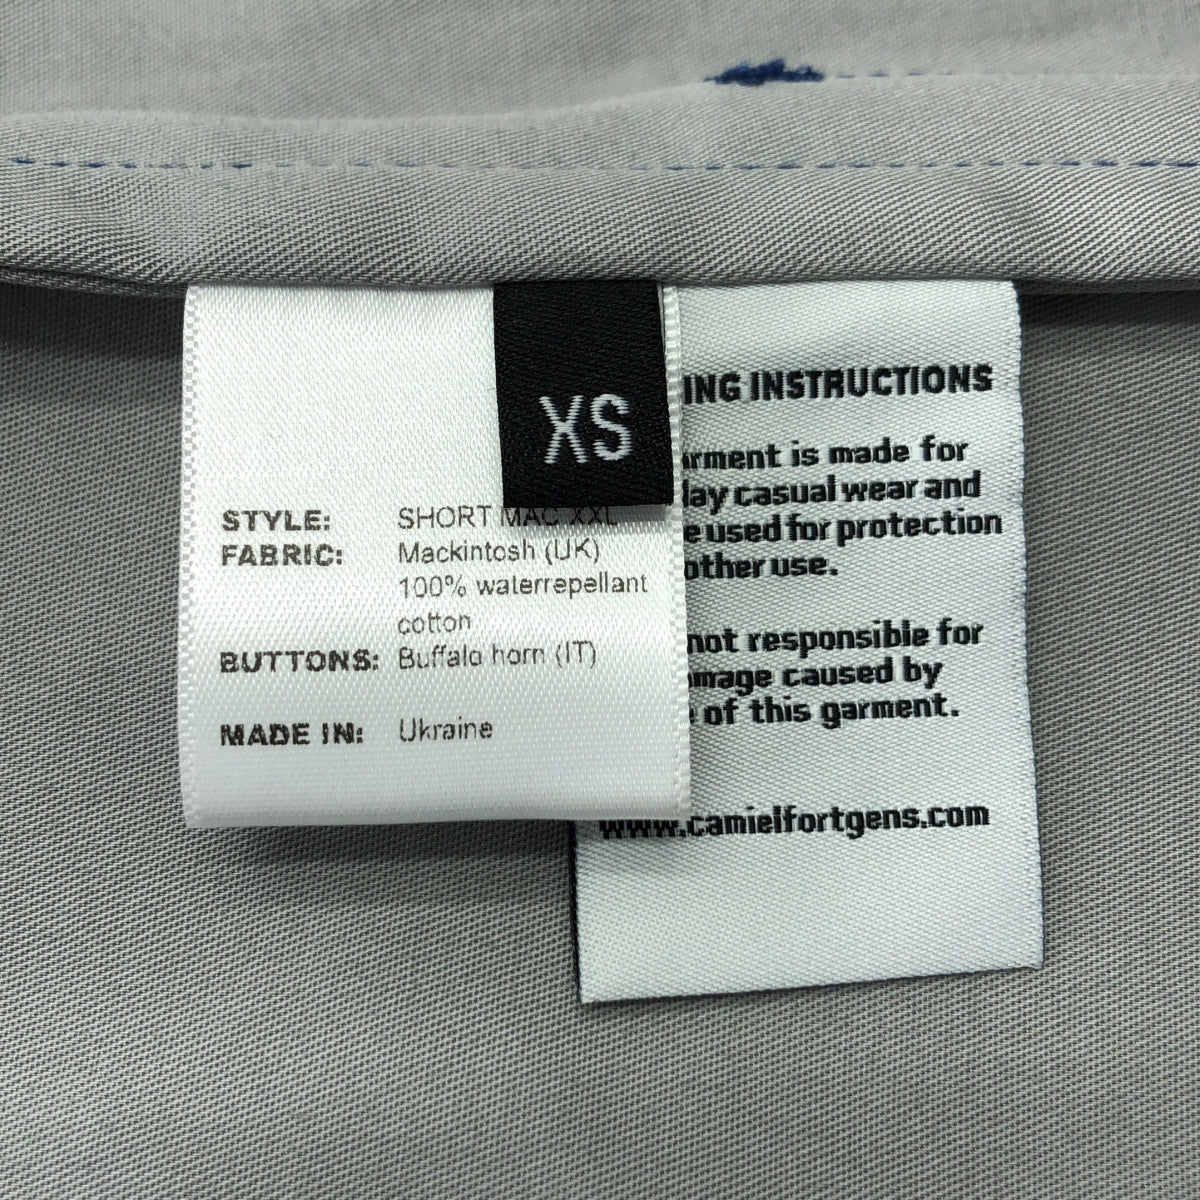 XS
STYLE: SHORT MAC XXL
FABRIC: Mackintosh (UK)
100% waterrepellant
cotton
BUTTONS: Buffalo horn (IT)
MADE IN: Ukraine
ING INSTRUCTIONS
rment is made for
lay casual wear and
e used for protection
other use.
not responsible for
mage caused by
of this garment.
www.camielfortgens.com